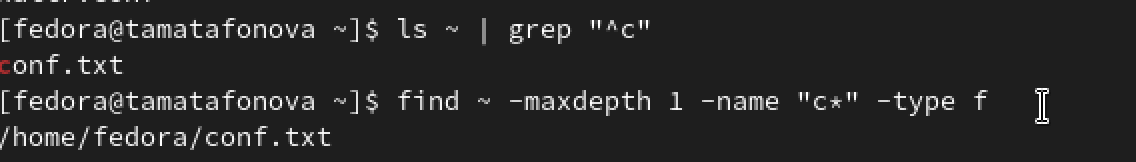 [fedora@tamatafonova ~]$ ls ~ | grep "^c"
conf.txt
[fedora@tamatafonova ~]$ find ~ -maxdepth 1 -name "c*" -type f
/home/fedora/conf.txt